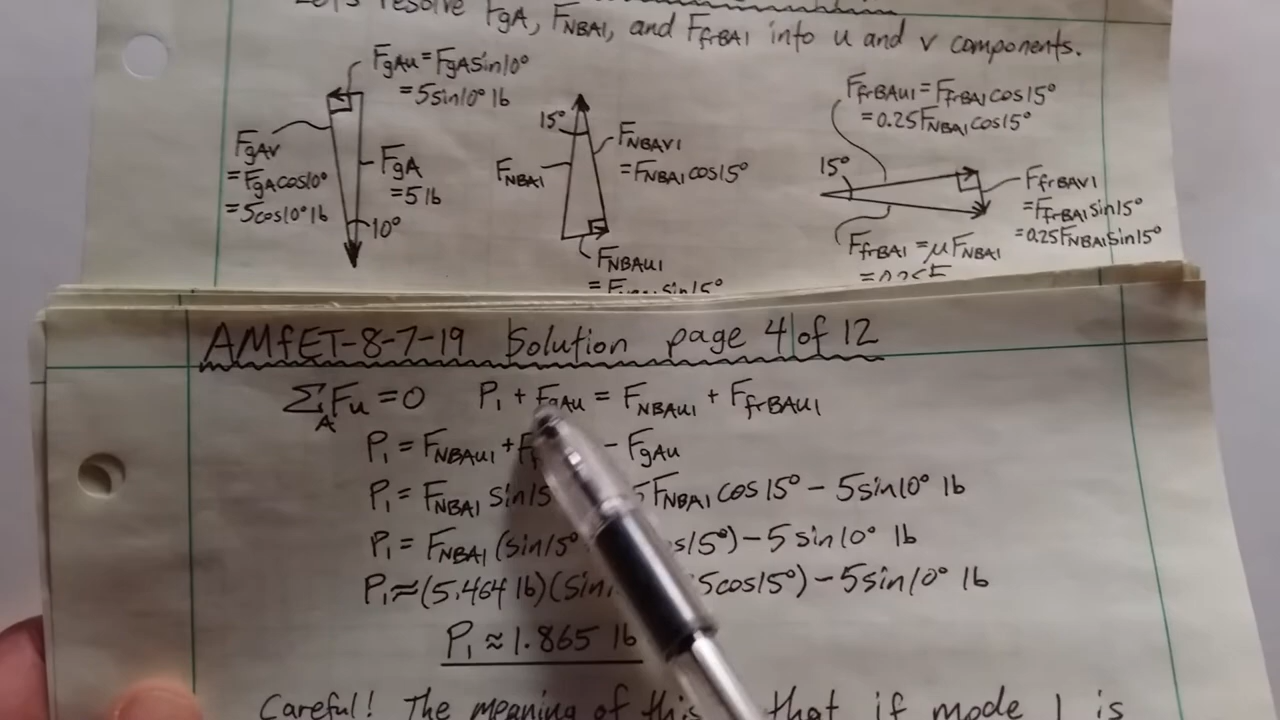 resolve FgA, FNBA1, and FfrBA1 into u and v components.
FgAu = FgAsin10°
= 5sin10° lb
FgAv
= FgAcos10°
= 5cos10° lb
FgA
= 5 lb
10°
15°
FNBA1
FNBAV1
= FNBA1cos15°
FNBAU1
sin15°
FfrBAU1 = FfrBA1cos15°
= 0.25FNBA1cos15°
15°
FfrBAV1
= FfrBA1sin15°
= 0.25FNBA1sin15°
FfrBA1 = μFNBA1
AMfET-8-7-19 Solution page 4 of 12
ΣFu = 0 P1 + FgAu = FNBAU1 + FfrBAU1
A
P1 = FNBAU1 + - FgAu
P1 = FNBA1 sin15 FNBA1 cos15° - 5sin10° lb
P1 = FNBA1 (sin15° s15°) - 5 sin10° lb
P1 ≈ (5.464 lb)(sin 5cos15°) - 5sin10° lb
P1 ≈ 1.865 lb
Careful! The meaning of this that if mode 1 is